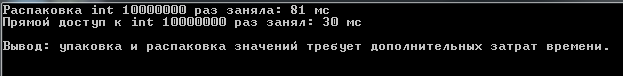 Распаковка int 10000000 раз заняла: 81 мс
Прямой доступ к int 10000000 раз занял: 30 мс
Вывод: упаковка и распаковка значений требует дополнительных затрат времени.